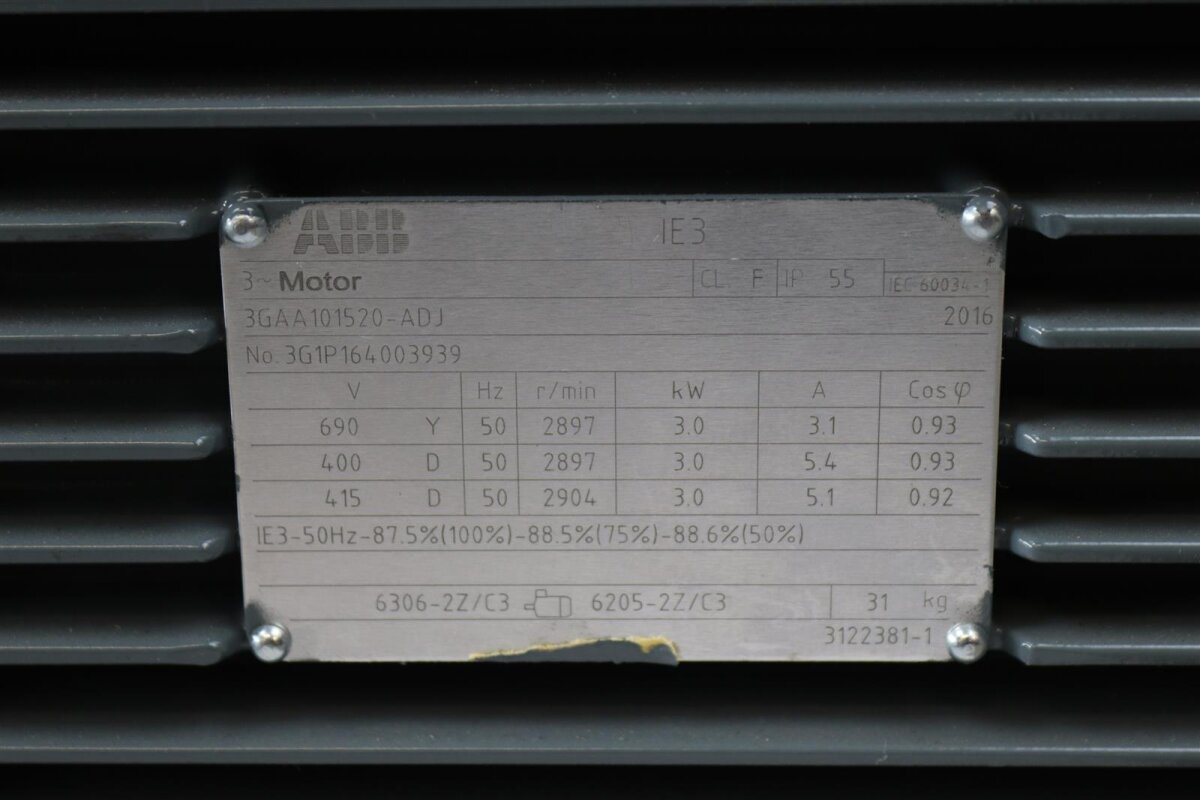 ABB IE3
3~ Motor CL F IP 55 IEC 60034-1
3GAA101520-ADJ 2016
No. 3G1P164003939
V Hz r/min kW A Cos φ
690 Y 50 2897 3.0 3.1 0.93
400 D 50 2897 3.0 5.4 0.93
415 D 50 2904 3.0 5.1 0.92
IE3-50Hz-87.5%(100%)-88.5%(75%)-88.6%(50%)
6306-2Z/C3 6205-2Z/C3 31 kg
3122381-1